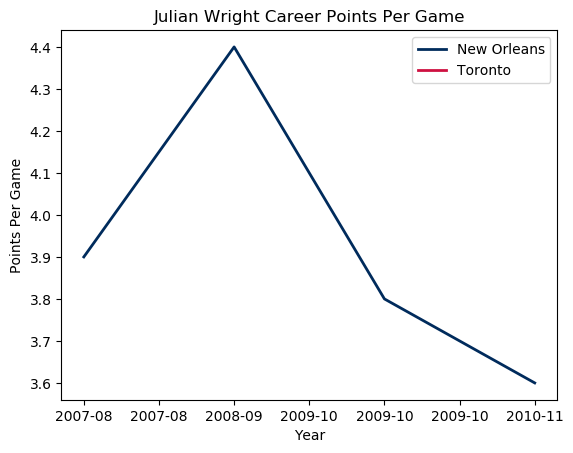 Julian Wright Career Points Per Game
New Orleans
Toronto
4.4
4.3
4.2
4.1
4.0
3.9
3.8
3.7
3.6
Points Per Game
2007-08 2007-08 2008-09 2009-10 2009-10 2009-10 2010-11
Year